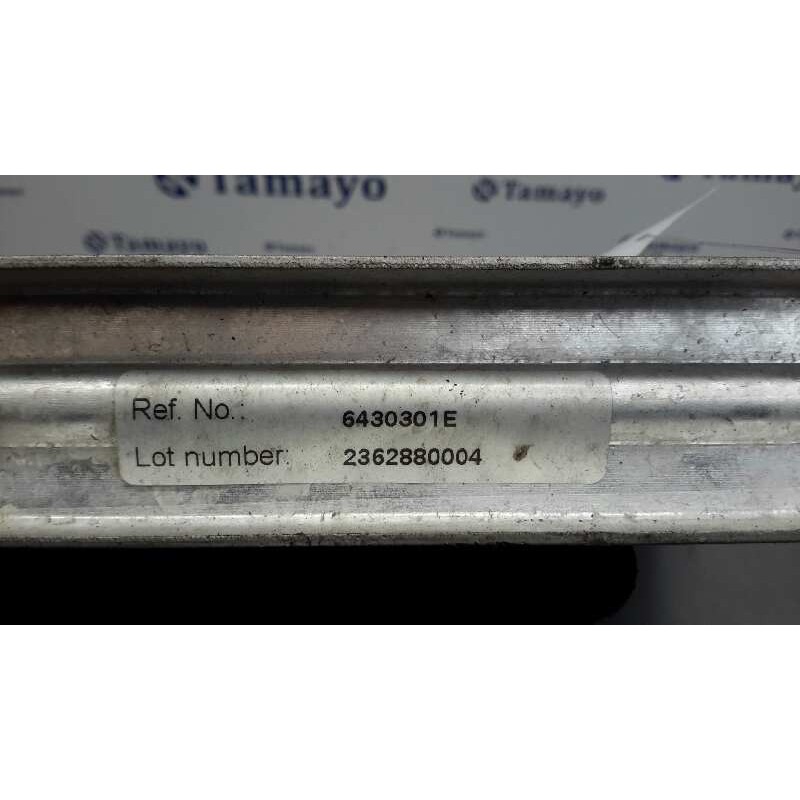 Tamayo
Tamayo
Tamayo
Ref. No.: 6430301E
Lot number: 2362880004